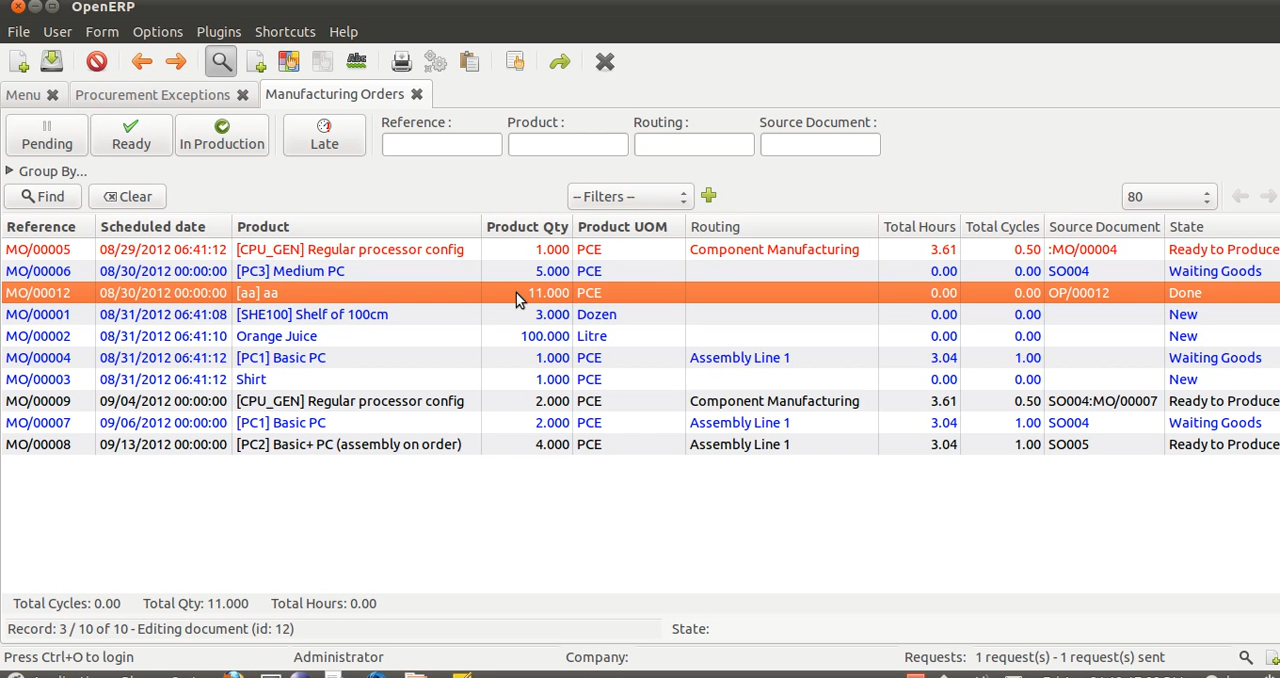 OpenERP
File User Form Options Plugins Shortcuts Help
Abc
Menu Procurement Exceptions Manufacturing Orders
Pending Ready In Production Late Reference : Product : Routing : Source Document :
Group By...
Find Clear -- Filters -- 80
Reference Scheduled date Product Product Qty Product UOM Routing Total Hours Total Cycles Source Document State
MO/00005 08/29/2012 06:41:12 [CPU_GEN] Regular processor config 1.000 PCE Component Manufacturing 3.61 0.50 :MO/00004 Ready to Produce
MO/00006 08/30/2012 00:00:00 [PC3] Medium PC 5.000 PCE 0.00 0.00 SO004 Waiting Goods
MO/00012 08/30/2012 00:00:00 [aa] aa 11.000 PCE 0.00 0.00 OP/00012 Done
MO/00001 08/31/2012 06:41:08 [SHE100] Shelf of 100cm 3.000 Dozen 0.00 0.00 New
MO/00002 08/31/2012 06:41:10 Orange Juice 100.000 Litre 0.00 0.00 New
MO/00004 08/31/2012 06:41:12 [PC1] Basic PC 1.000 PCE Assembly Line 1 3.04 1.00 Waiting Goods
MO/00003 08/31/2012 06:41:12 Shirt 1.000 PCE 0.00 0.00 New
MO/00009 09/04/2012 00:00:00 [CPU_GEN] Regular processor config 2.000 PCE Component Manufacturing 3.61 0.50 SO004:MO/00007 Ready to Produce
MO/00007 09/06/2012 00:00:00 [PC1] Basic PC 2.000 PCE Assembly Line 1 3.04 1.00 SO004 Waiting Goods
MO/00008 09/13/2012 00:00:00 [PC2] Basic+ PC (assembly on order) 4.000 PCE Assembly Line 1 3.04 1.00 SO005 Ready to Produce
Total Cycles: 0.00 Total Qty: 11.000 Total Hours: 0.00
Record: 3 / 10 of 10 - Editing document (id: 12) State:
Press Ctrl+O to login Administrator Company: Requests: 1 request(s) - 1 request(s) sent